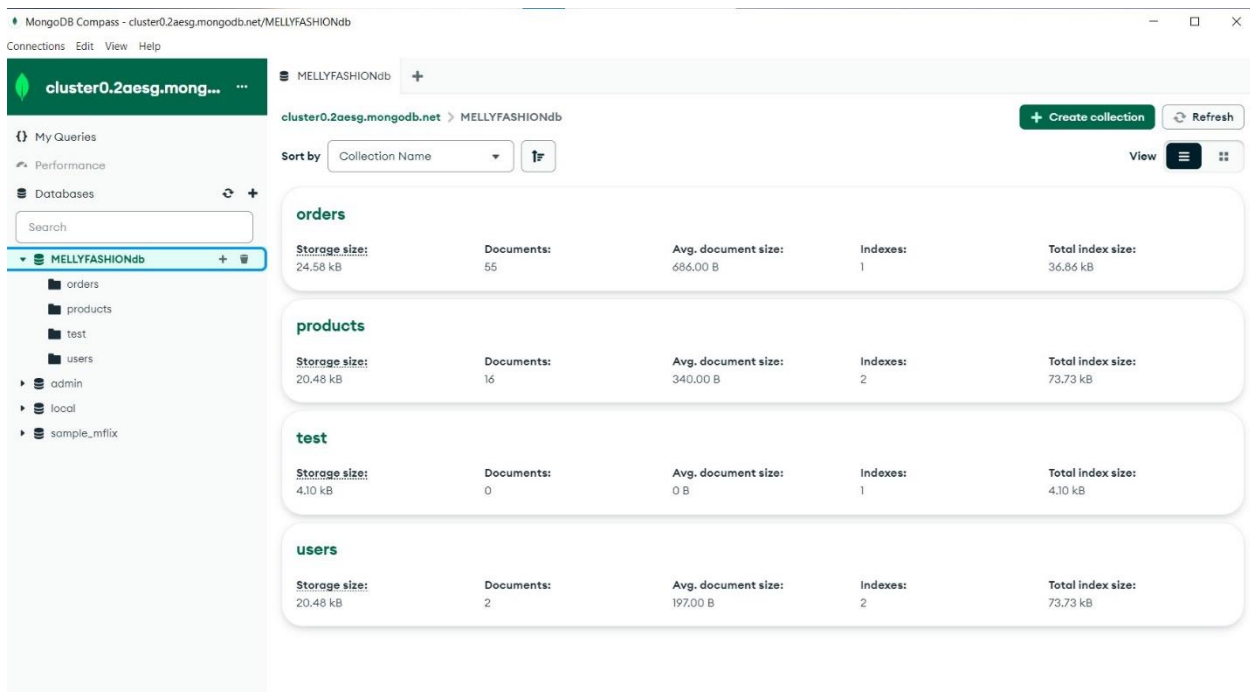 MongoDB Compass - cluster0.2aesg.mongodb.net/MELLYFASHIONdb
Connections Edit View Help
cluster0.2aesg.mong... ...
MELLYFASHIONdb
{} My Queries
Performance
Databases
Search
MELLYFASHIONdb
orders
products
test
users
admin
local
sample_mflix
cluster0.2aesg.mongodb.net > MELLYFASHIONdb
+ Create collection
Refresh
Sort by Collection Name
View
orders
Storage size: Documents: Avg. document size: Indexes: Total index size:
24.58 kB 55 686.00 B 1 36.86 kB
products
Storage size: Documents: Avg. document size: Indexes: Total index size:
20.48 kB 16 340.00 B 2 73.73 kB
test
Storage size: Documents: Avg. document size: Indexes: Total index size:
4.10 kB 0 0 B 1 4.10 kB
users
Storage size: Documents: Avg. document size: Indexes: Total index size:
20.48 kB 2 197.00 B 2 73.73 kB